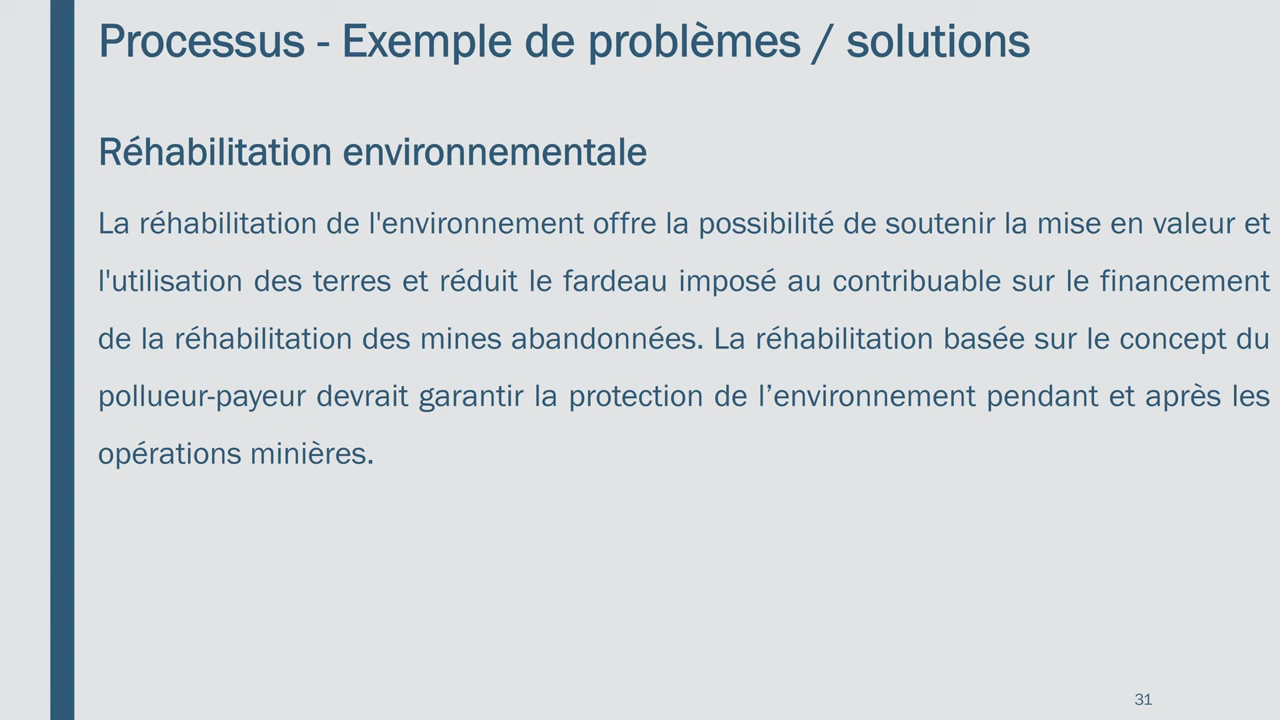 Processus - Exemple de problèmes / solutions
Réhabilitation environnementale
La réhabilitation de l'environnement offre la possibilité de soutenir la mise en valeur et
l'utilisation des terres et réduit le fardeau imposé au contribuable sur le financement
de la réhabilitation des mines abandonnées. La réhabilitation basée sur le concept du
pollueur-payeur devrait garantir la protection de l’environnement pendant et après les
opérations minières.
31